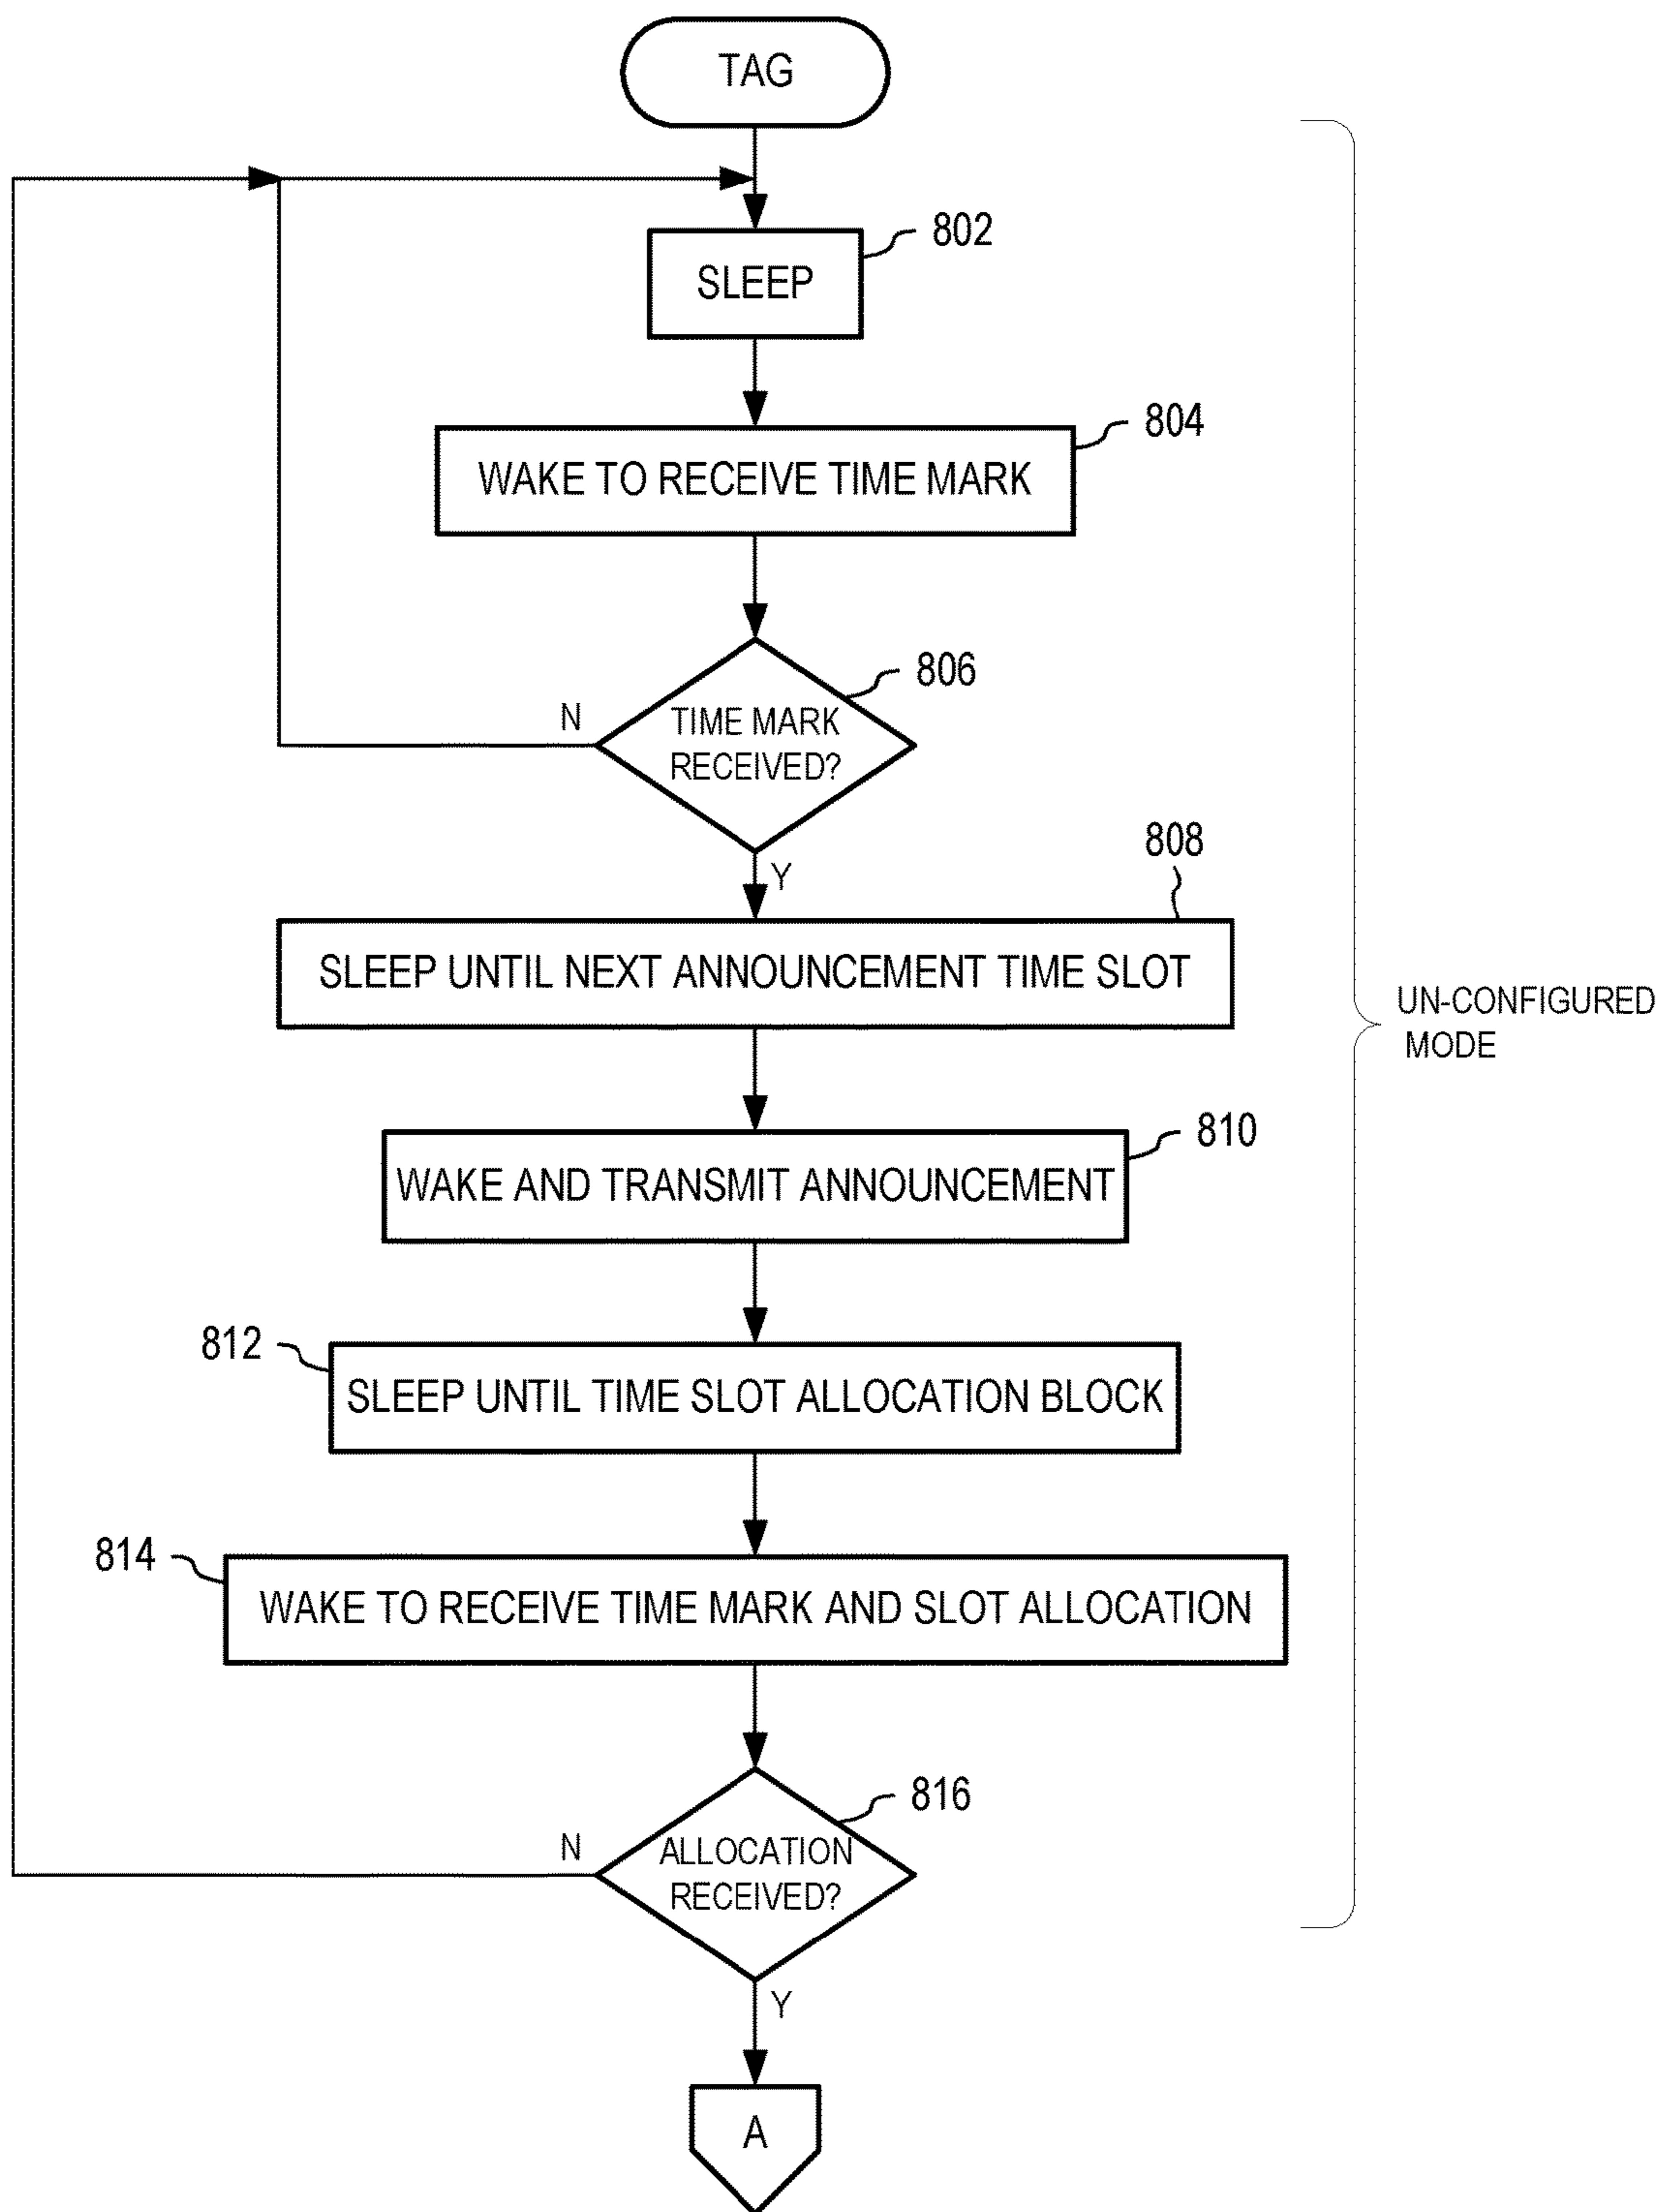 TAG
802
SLEEP
804
WAKE TO RECEIVE TIME MARK
806
N
TIME MARK
RECEIVED?
Y
808
SLEEP UNTIL NEXT ANNOUNCEMENT TIME SLOT
UN-CONFIGURED
MODE
810
WAKE AND TRANSMIT ANNOUNCEMENT
812
SLEEP UNTIL TIME SLOT ALLOCATION BLOCK
814
WAKE TO RECEIVE TIME MARK AND SLOT ALLOCATION
816
N
ALLOCATION
RECEIVED?
Y
A